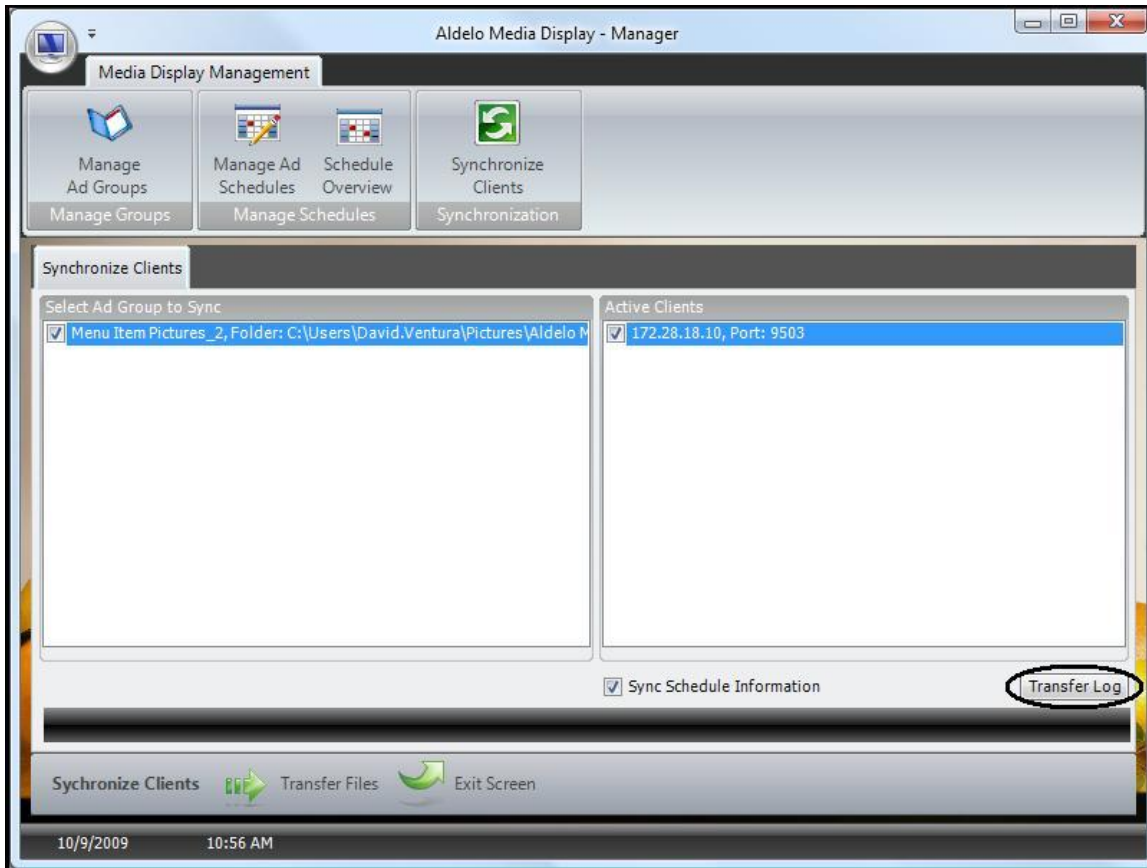 Aldelo Media Display - Manager
Media Display Management
Manage Ad Groups
Manage Ad Schedules
Schedule Overview
Synchronize Clients
Manage Groups
Manage Schedules
Synchronization
Synchronize Clients
Select Ad Group to Sync
Active Clients
Menu Item Pictures_2, Folder: C:\Users\David.Ventura\Pictures\Aldelo M
172.28.18.10, Port: 9503
Sync Schedule Information
Transfer Log
Sychronize Clients
Transfer Files
Exit Screen
10/9/2009
10:56 AM